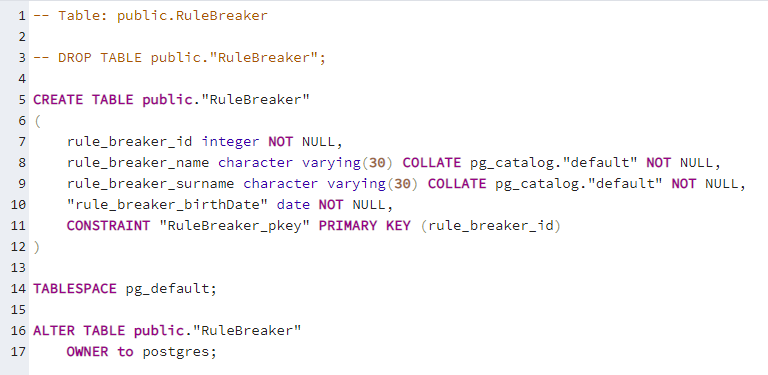 1 -- Table: public.RuleBreaker
2
3 -- DROP TABLE public."RuleBreaker";
4
5 CREATE TABLE public."RuleBreaker"
6 (
7     rule_breaker_id integer NOT NULL,
8     rule_breaker_name character varying(30) COLLATE pg_catalog."default" NOT NULL,
9     rule_breaker_surname character varying(30) COLLATE pg_catalog."default" NOT NULL,
10     "rule_breaker_birthDate" date NOT NULL,
11     CONSTRAINT "RuleBreaker_pkey" PRIMARY KEY (rule_breaker_id)
12 )
13
14 TABLESPACE pg_default;
15
16 ALTER TABLE public."RuleBreaker"
17     OWNER to postgres;